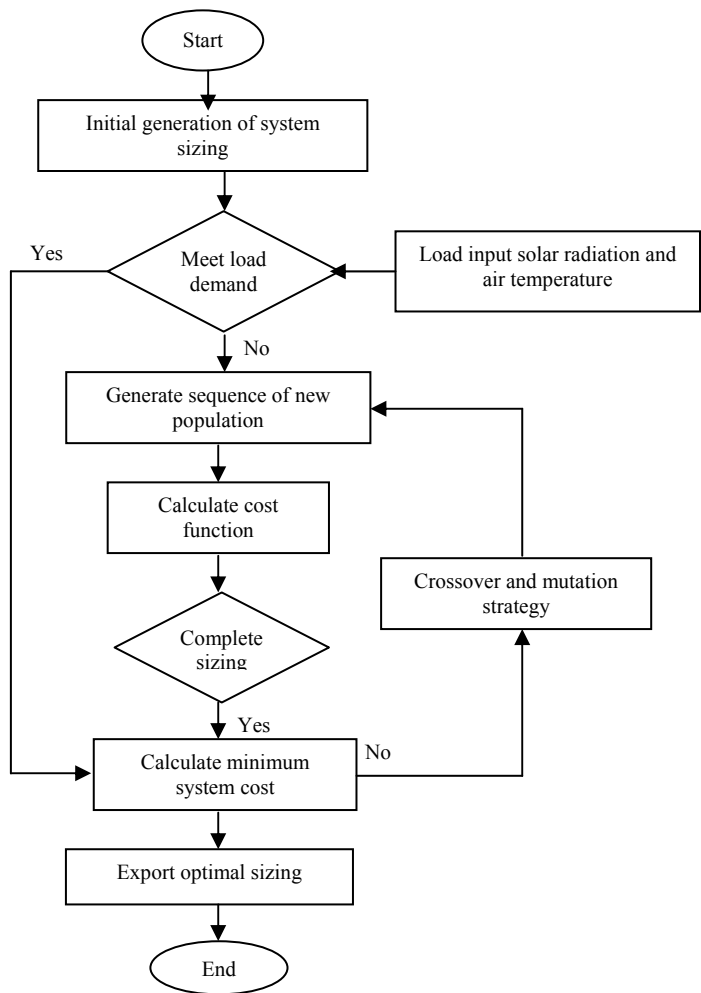 Start
Initial generation of system
sizing
Yes
Meet load
demand
Load input solar radiation and
air temperature
No
Generate sequence of new
population
Calculate cost
function
Crossover and mutation
strategy
Complete
sizing
Yes
No
Calculate minimum
system cost
Export optimal sizing
End